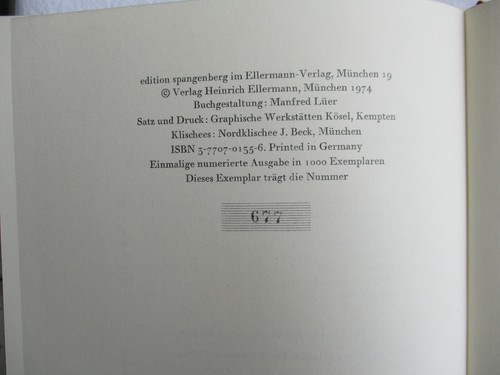 edition spangenberg im Ellermann-Verlag, München 19
© Verlag Heinrich Ellermann, München 1974
Buchgestaltung: Manfred Lüer
Satz und Druck: Graphische Werkstätten Kösel, Kempten
Klischees: Nordklischee J. Beck, München
ISBN 3-7707-0135-6. Printed in Germany
Einmalige numerierte Ausgabe in 1000 Exemplaren
Dieses Exemplar trägt die Nummer
677